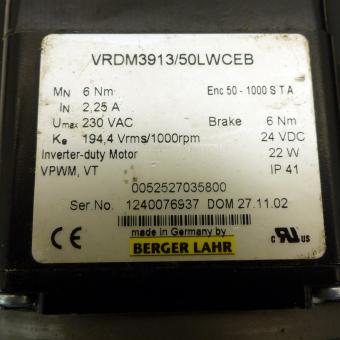 VRDM3913/50LWCEB
MN 6 Nm Enc 50 - 1000 S T A
IN 2,25 A
Umax 230 VAC Brake 6 Nm
Ke 194,4 Vrms/1000rpm 24 VDC
Inverter-duty Motor 22 W
VPWM, VT IP 41
0052527035800
Ser.No. 1240076937 DOM 27.11.02
made in Germany by
CE BERGER LAHR c RU US